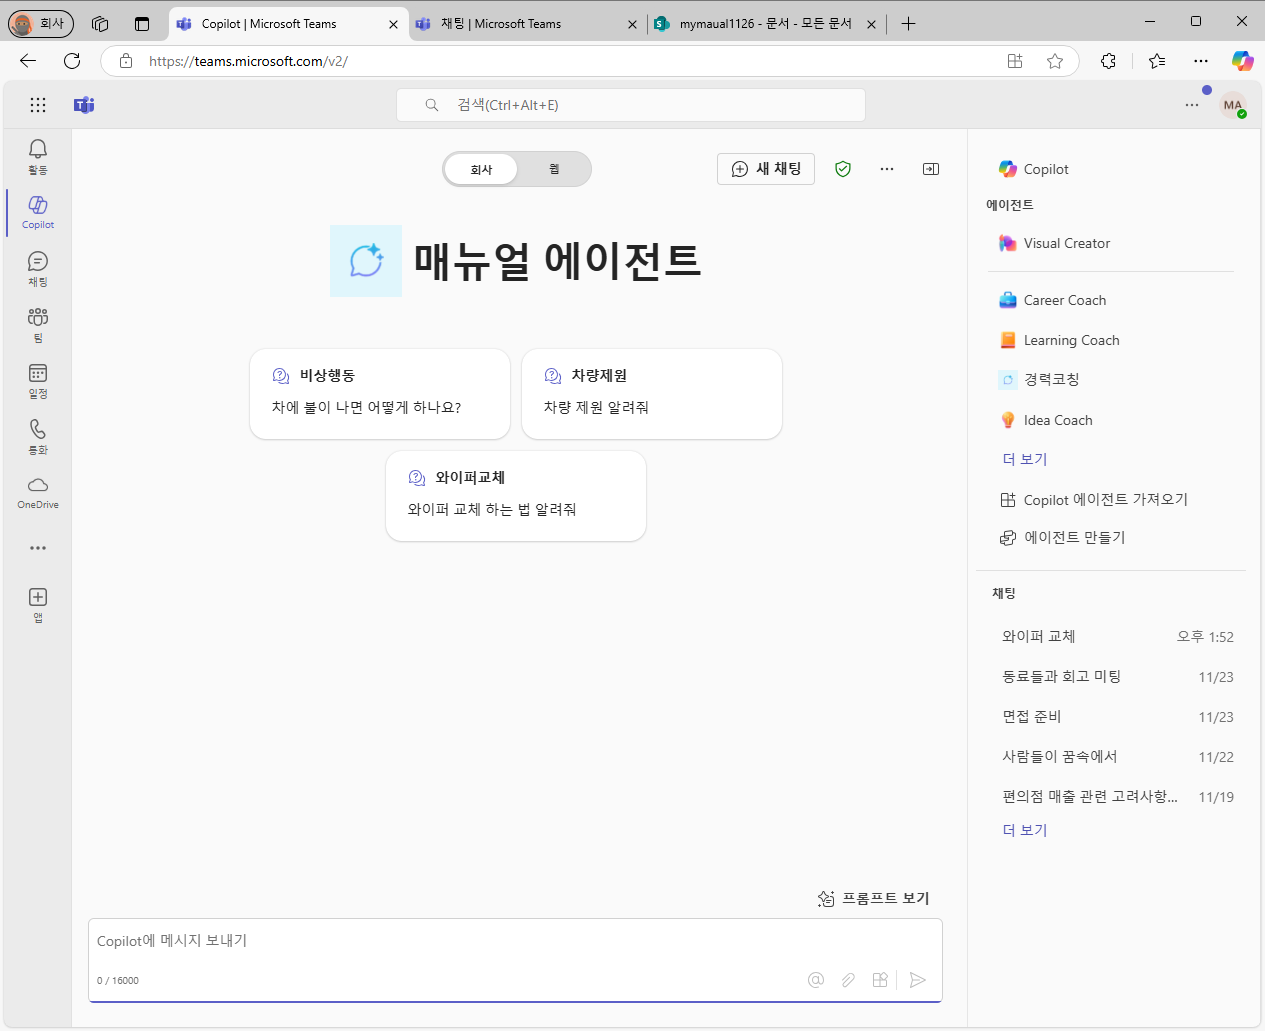 회사
Copilot | Microsoft Teams
채팅 | Microsoft Teams
mymaual1126 - 문서 - 모든 문서
https://teams.microsoft.com/v2/
검색(Ctrl+Alt+E)
MA
활동
Copilot
채팅
팀
일정
통화
OneDrive
앱
회사
웹
새 채팅
매뉴얼 에이전트
비상행동
차에 불이 나면 어떻게 하나요?
차량제원
차량 제원 알려줘
와이퍼교체
와이퍼 교체 하는 법 알려줘
프롬프트 보기
Copilot에 메시지 보내기
0 / 16000
Copilot
에이전트
Visual Creator
Career Coach
Learning Coach
경력코칭
Idea Coach
더 보기
Copilot 에이전트 가져오기
에이전트 만들기
채팅
와이퍼 교체 오후 1:52
동료들과 회고 미팅 11/23
면접 준비 11/23
사람들이 꿈속에서 11/22
편의점 매출 관련 고려사항... 11/19
더 보기